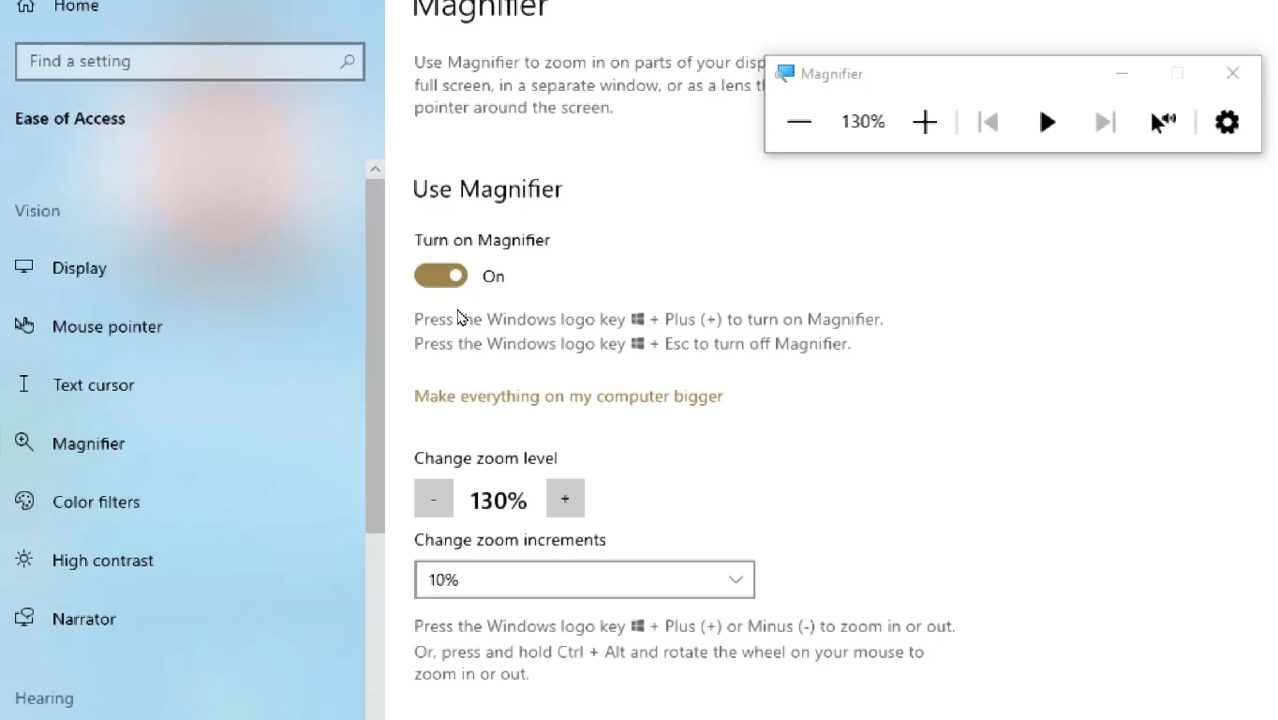 Home
Find a setting
Ease of Access
Vision
Display
Mouse pointer
Text cursor
Magnifier
Color filters
High contrast
Narrator
Hearing
Magnifier
Use Magnifier to zoom in on parts of your disp
full screen, in a separate window, or as a lens t
pointer around the screen.
Magnifier
130%
Use Magnifier
Turn on Magnifier
On
Press the Windows logo key + Plus (+) to turn on Magnifier.
Press the Windows logo key + Esc to turn off Magnifier.
Make everything on my computer bigger
Change zoom level
- 130% +
Change zoom increments
10%
Press the Windows logo key + Plus (+) or Minus (-) to zoom in or out.
Or, press and hold Ctrl + Alt and rotate the wheel on your mouse to
zoom in or out.